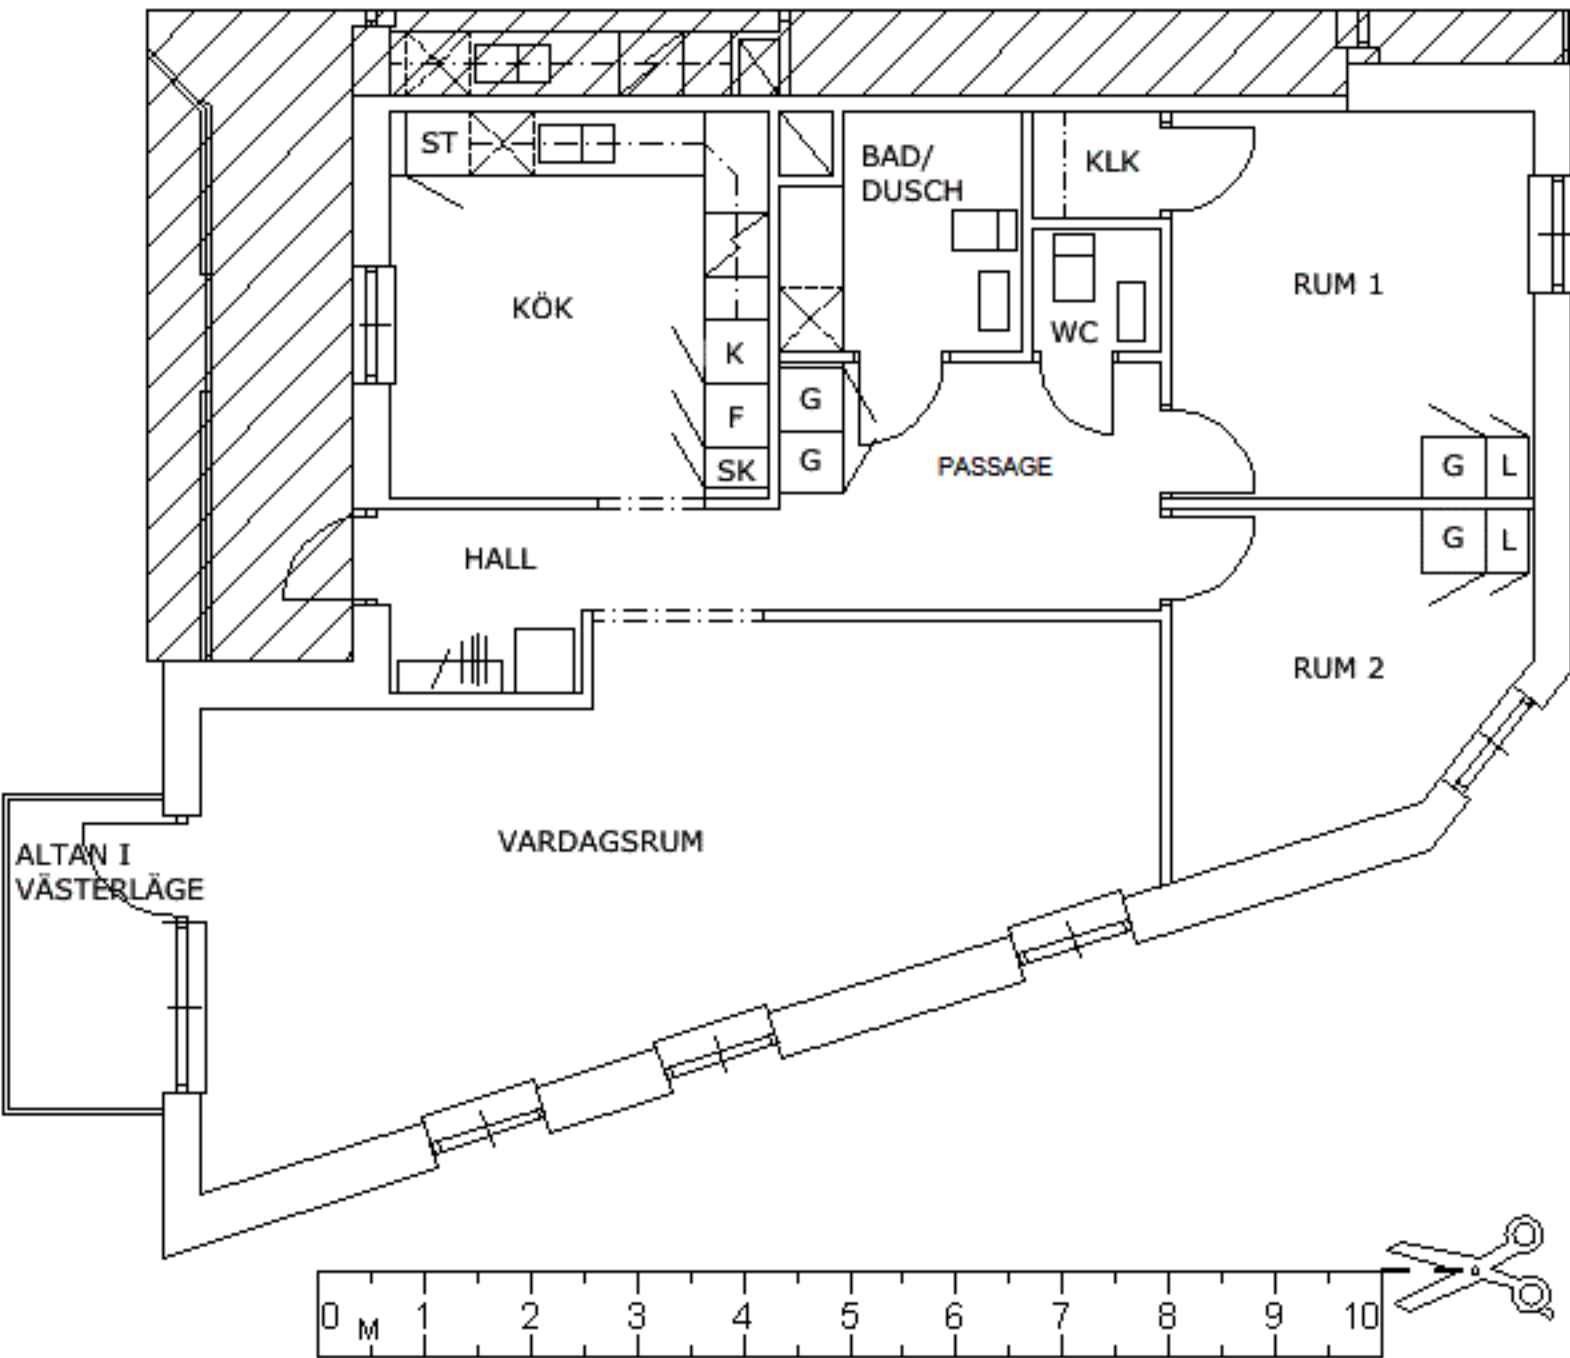 ST
BAD/
DUSCH
KLK
KÖK
RUM 1
WC
K
G
F
G
SK
PASSAGE
G L
G L
HALL
RUM 2
VARDAGSRUM
ALTAN I
VÄSTERLÄGE
0 M 1 2 3 4 5 6 7 8 9 10